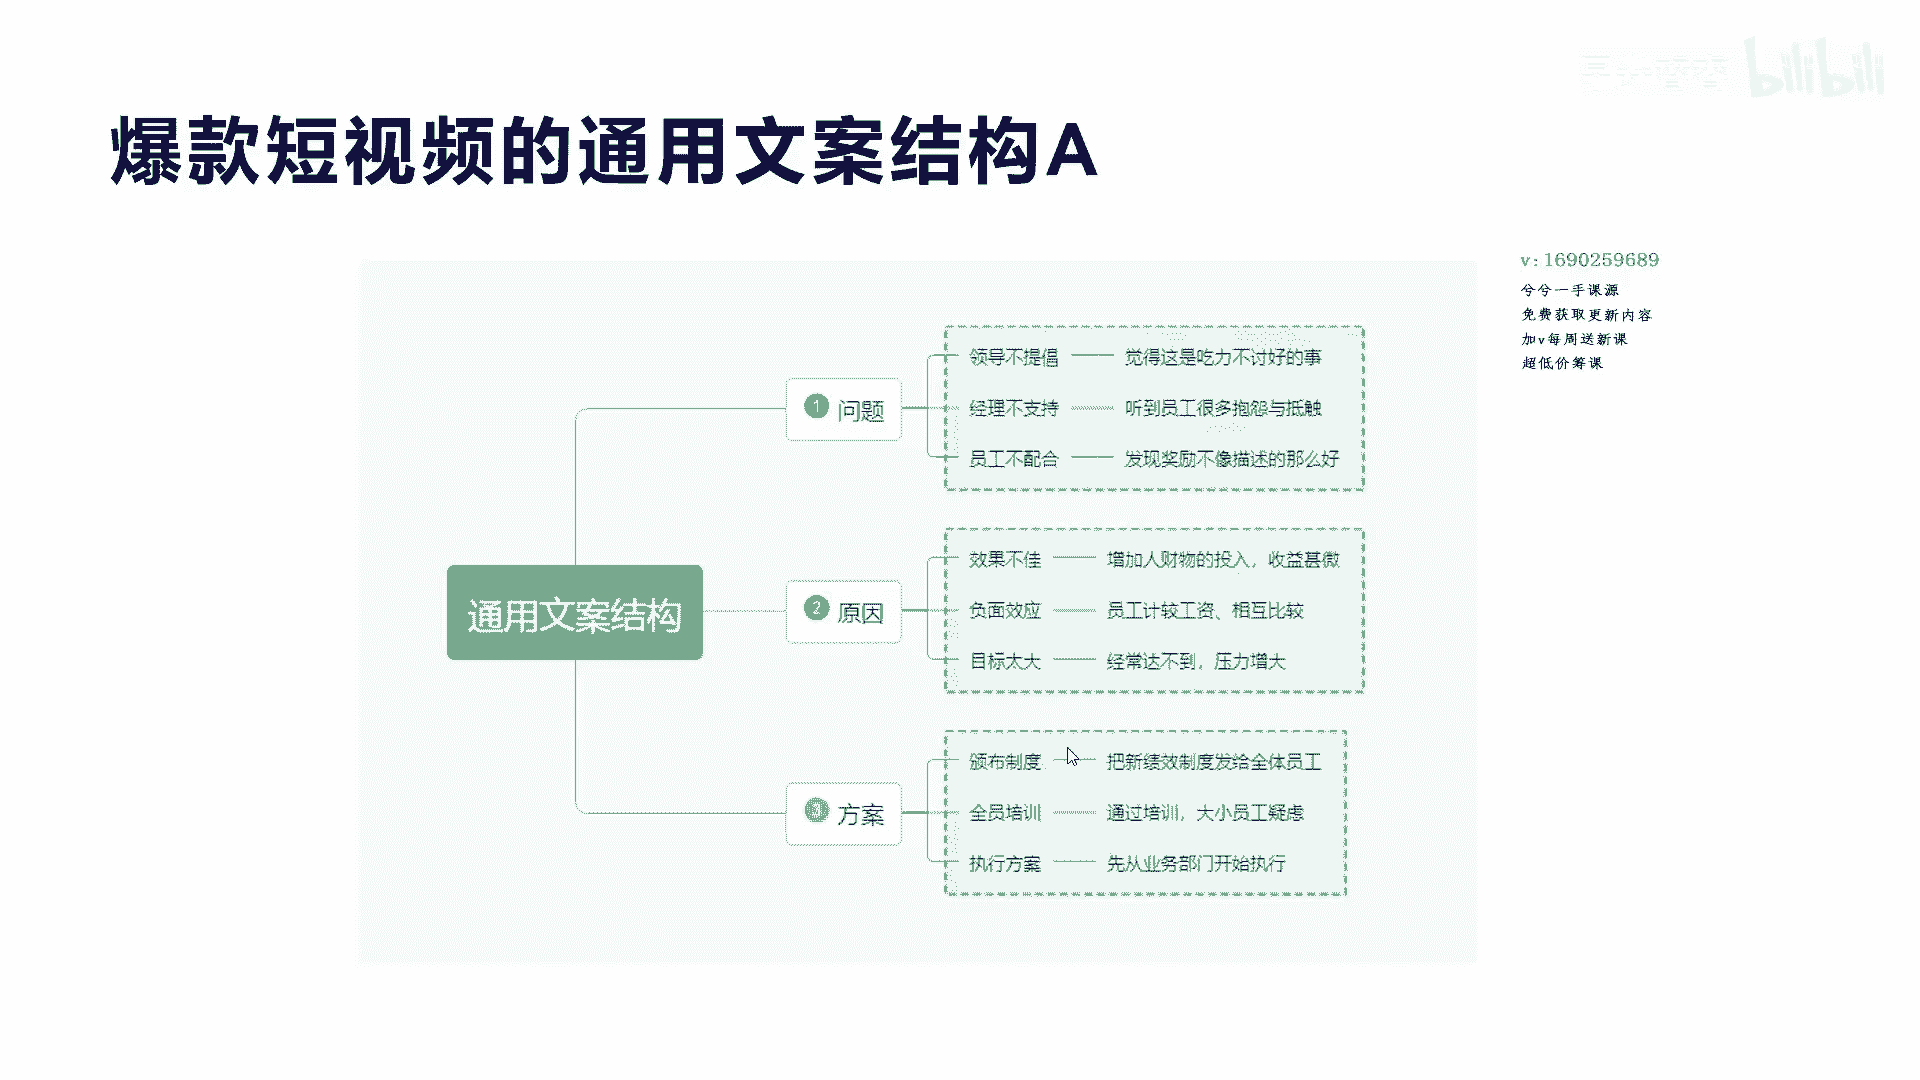 bilibili
爆款短视频的通用文案结构A
v:1690259689
兮兮一手课源
免费获取更新内容
加v每周送新课
超低价筹课
通用文案结构
1 问题
领导不提倡 觉得这是吃力不讨好的事
经理不支持 听到员工很多抱怨与抵触
员工不配合 发现奖励不像描述的那么好
2 原因
效果不佳 增加人财物的投入，收益甚微
负面效应 员工计较工资、相互比较
目标太大 经常达不到，压力增大
3 方案
颁布制度 把新绩效制度发给全体员工
全员培训 通过培训，大小员工疑虑
执行方案 先从业务部门开始执行